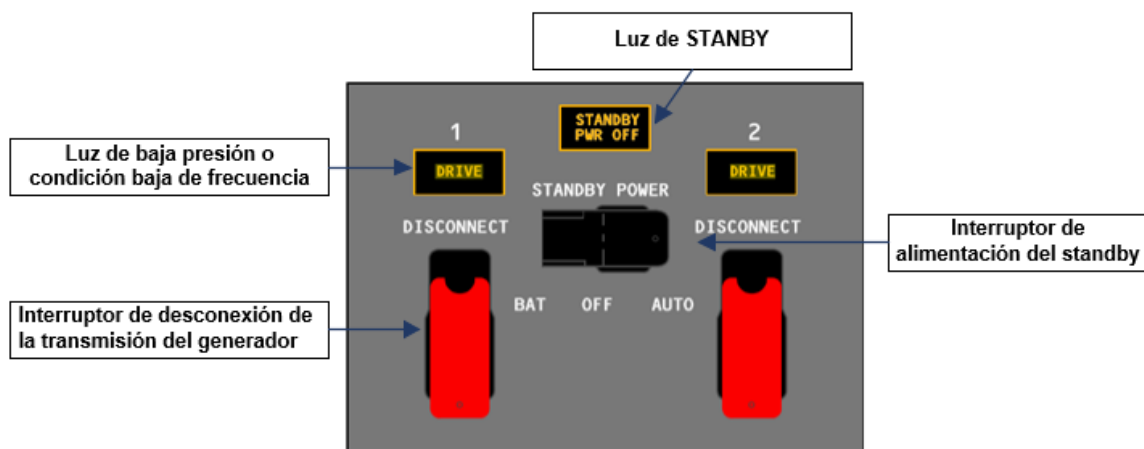 Luz de STANBY
STANDBY
PWR OFF
1
2
Luz de baja presión o
condición baja de frecuencia
DRIVE
DRIVE
STANDBY POWER
DISCONNECT
DISCONNECT
Interruptor de
alimentación del standby
BAT OFF AUTO
Interruptor de desconexión de
la transmisión del generador